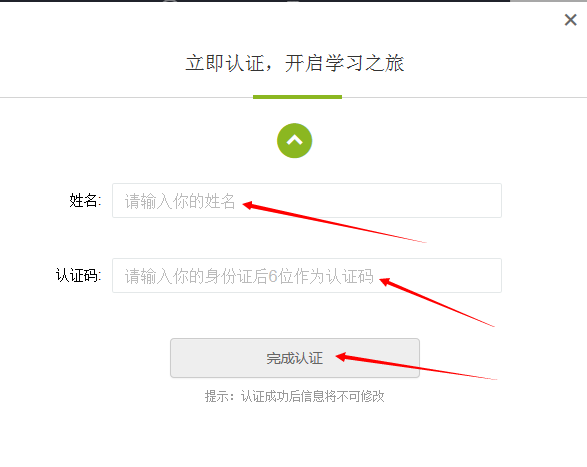 立即认证，开启学习之旅
姓名: 请输入你的姓名
认证码: 请输入你的身份证后6位作为认证码
完成认证
提示：认证成功后信息将不可修改